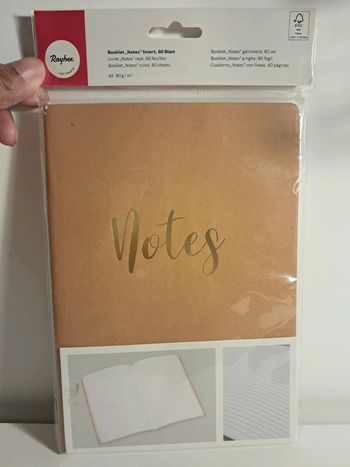 Rayher.
Booklet „Notes" liniert, 60 Blatt
Livret „Notes" rayé, 60 feuilles
Booklet „Notes" ruled, 60 sheets
A5 80 g / m²
Booklet „Notes" gelinieerd, 60 vel
Booklet „Notes" a righe, 60 fogli
Cuaderno „Notes" con líneas, 60 páginas
FSC
Notes